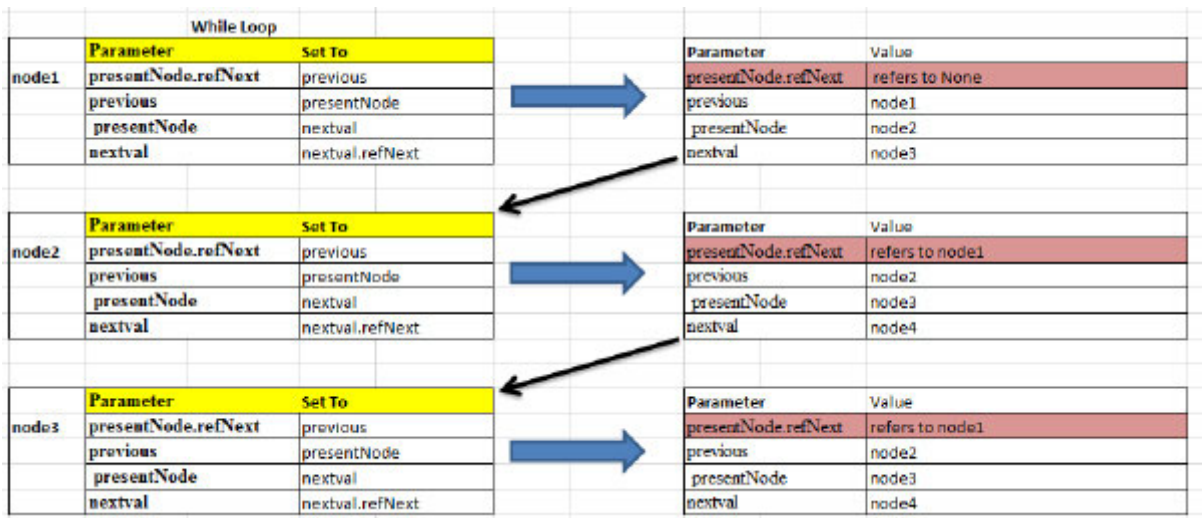 While Loop
Parameter Set To Parameter Value
node1 presentNode.refNext previous presentNode.refNext refers to None
previous presentNode previous node1
presentNode nextval presentNode node2
nextval nextval.refNext nextval node3
Parameter Set To Parameter Value
node2 presentNode.refNext previous presentNode.refNext refers to node1
previous presentNode previous node2
presentNode nextval presentNode node3
nextval nextval.refNext nextval node4
Parameter Set To Parameter Value
node3 presentNode.refNext previous presentNode.refNext refers to node1
previous presentNode previous node2
presentNode nextval presentNode node3
nextval nextval.refNext nextval node4